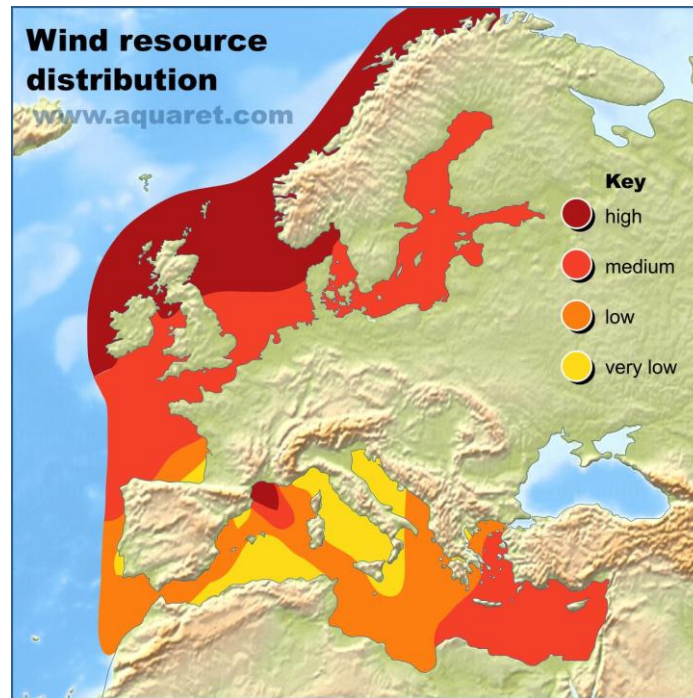 Wind resource
distribution
www.aquaret.com
Key
high
medium
low
very low